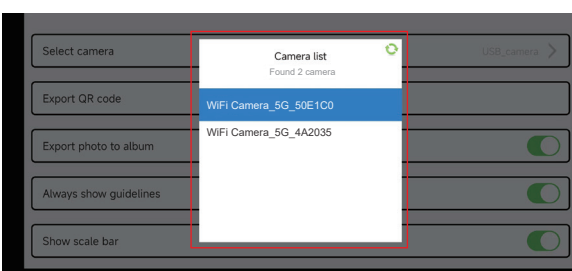 Select camera
USB_camera
Camera list
Found 2 camera
Export QR code
WiFi Camera_5G_50E1C0
WiFi Camera_5G_4A2035
Export photo to album
Always show guidelines
Show scale bar